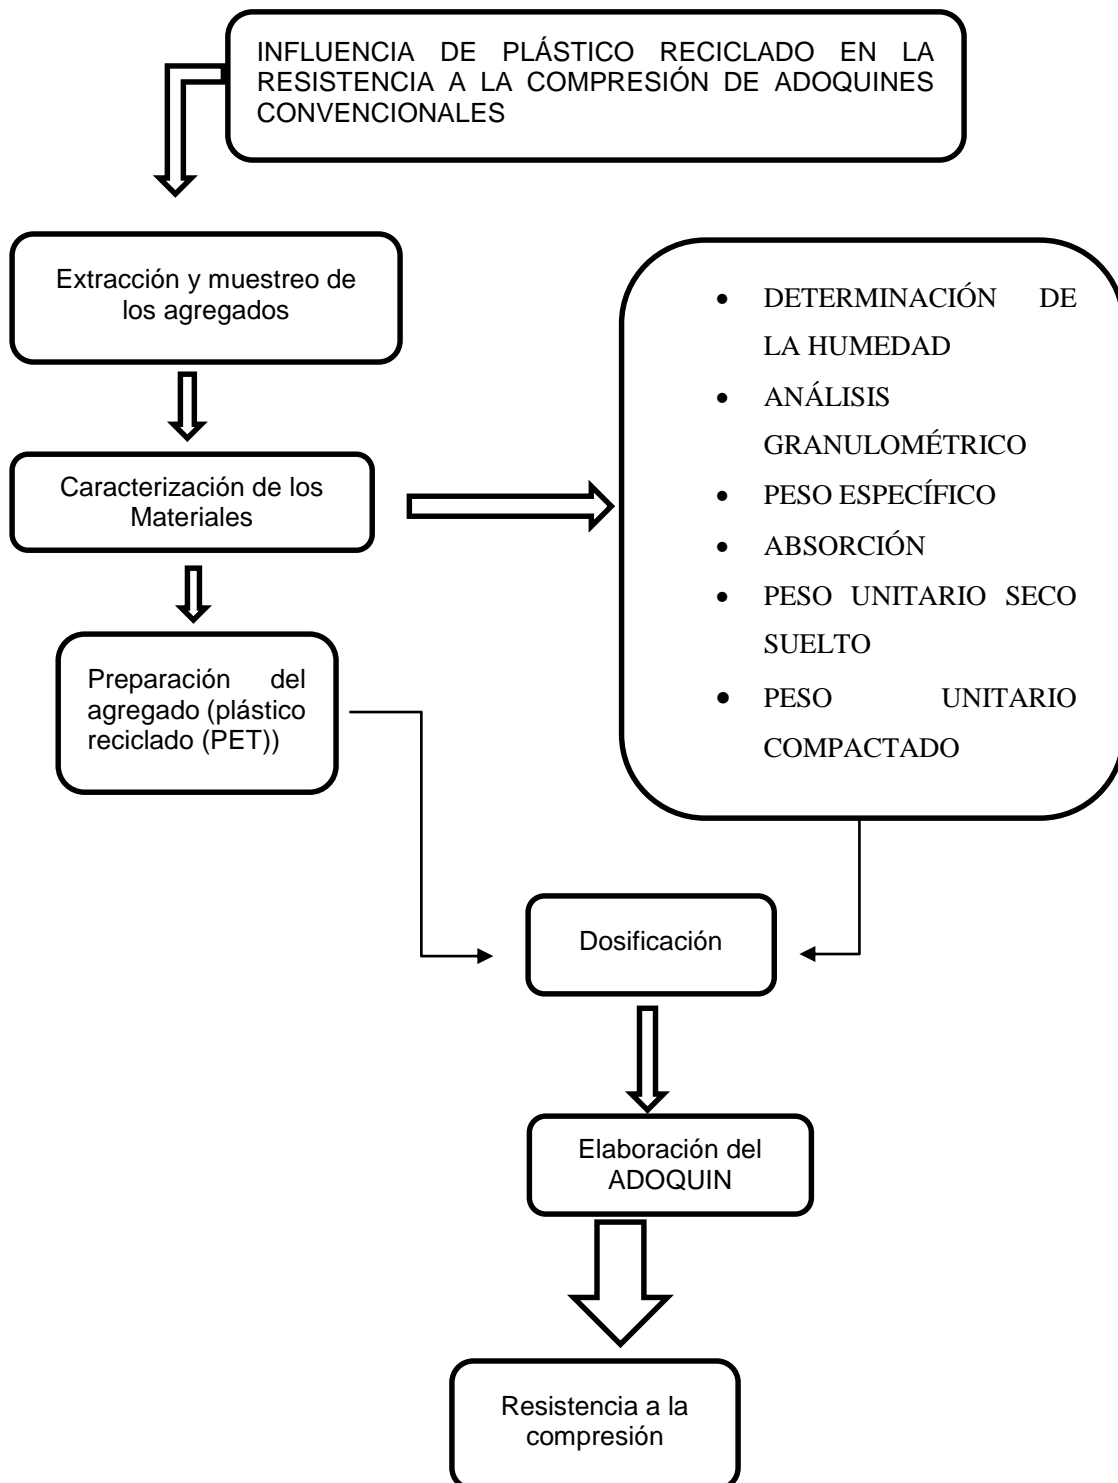 INFLUENCIA DE PLÁSTICO RECICLADO EN LA
RESISTENCIA A LA COMPRESIÓN DE ADOQUINES
CONVENCIONALES
Extracción y muestreo de
los agregados
Caracterización de los
Materiales
Preparación del
agregado (plástico
reciclado (PET))
• DETERMINACIÓN DE
LA HUMEDAD
• ANÁLISIS
GRANULOMÉTRICO
• PESO ESPECÍFICO
• ABSORCIÓN
• PESO UNITARIO SECO
SUELTO
• PESO UNITARIO
COMPACTADO
Dosificación
Elaboración del
ADOQUIN
Resistencia a la
compresión